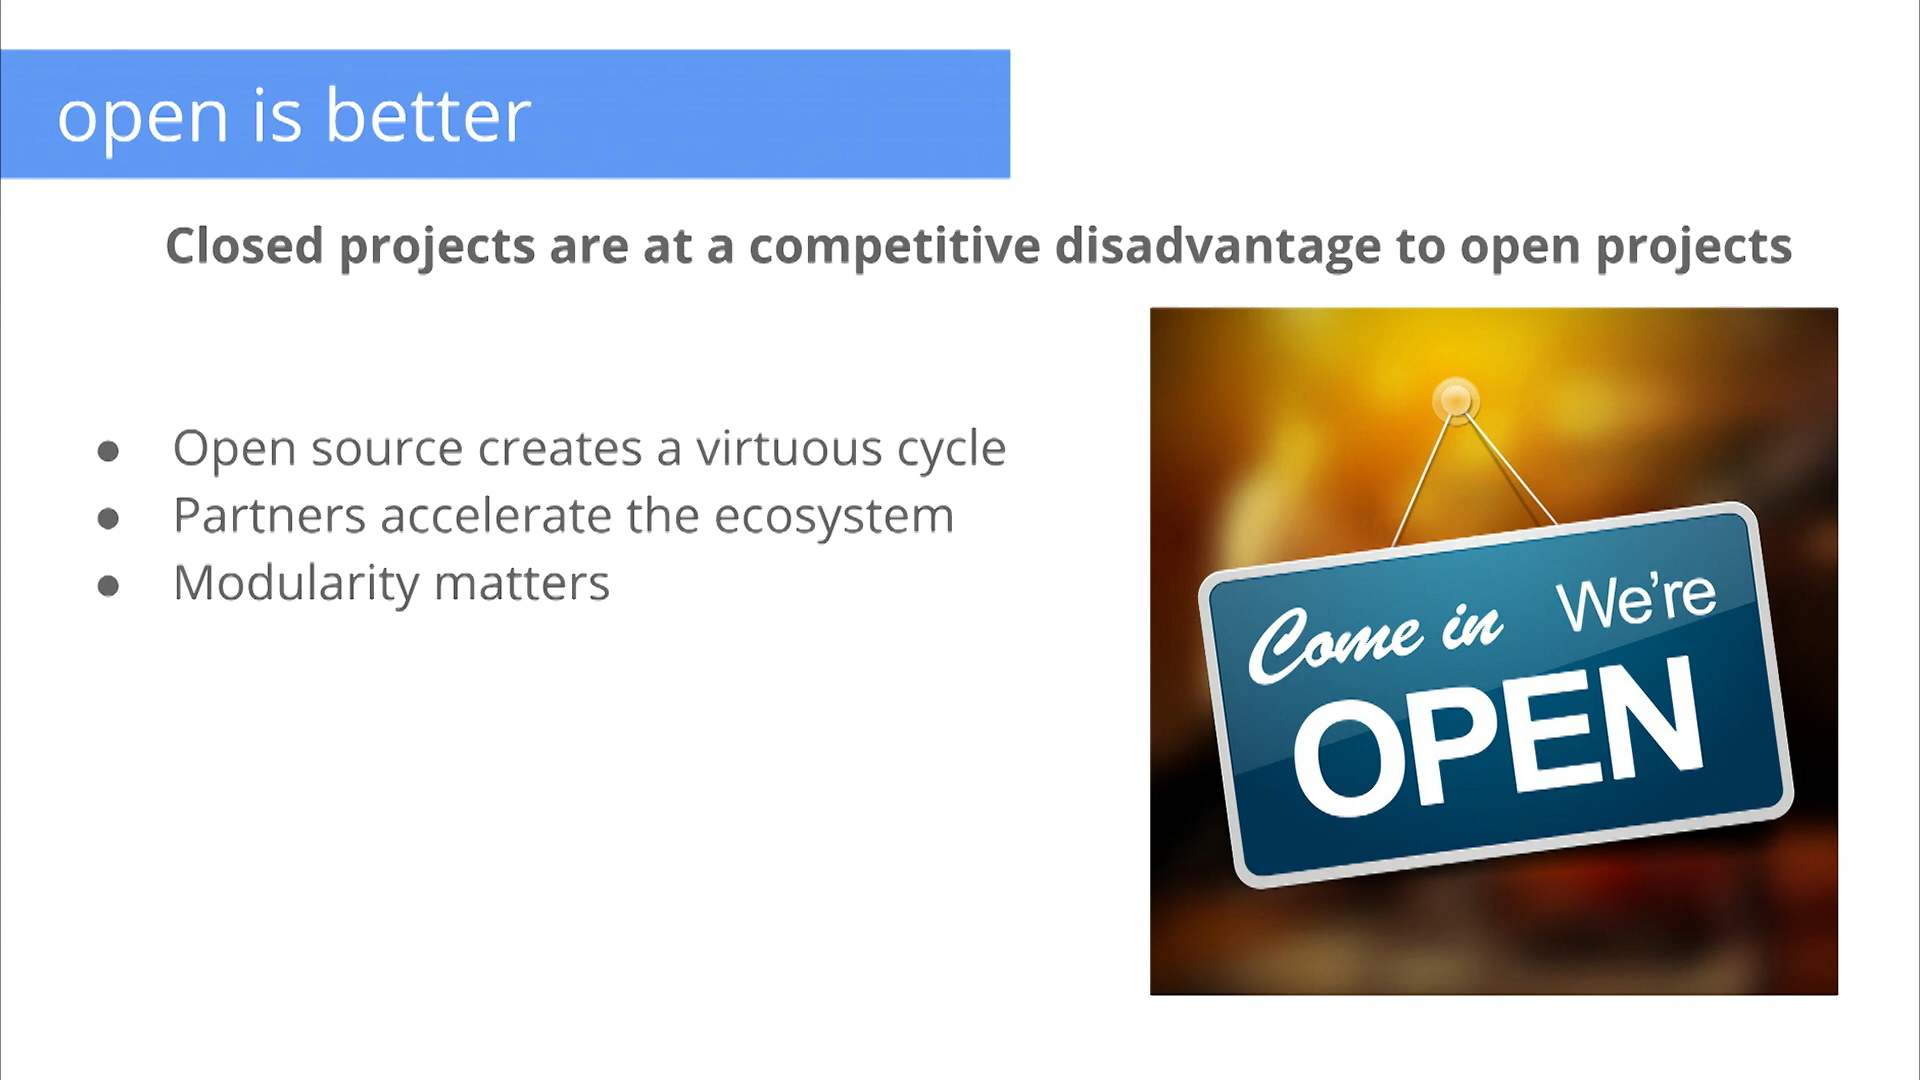 open is better
Closed projects are at a competitive disadvantage to open projects
● Open source creates a virtuous cycle
● Partners accelerate the ecosystem
● Modularity matters
Come in We're
OPEN